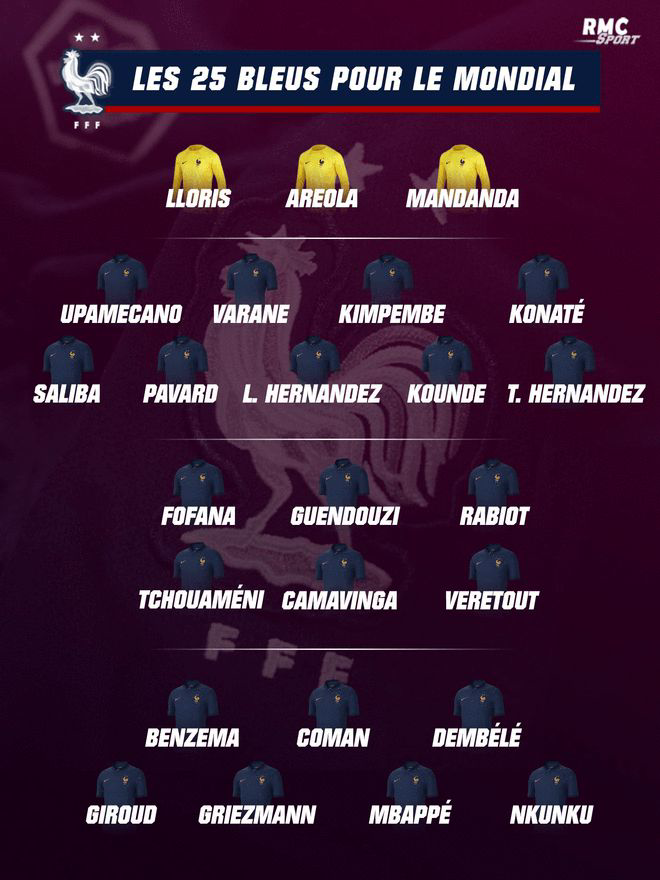 RMC
SPORT
LES 25 BLEUS POUR LE MONDIAL
FFF
LLORIS AREOLA MANDANDA
UPAMECANO VARANE KIMPEMBE KONATÉ
SALIBA PAVARD L. HERNANDEZ KOUNDE T. HERNANDEZ
FOFANA GUENDOUZI RABIOT
TCHOUAMÉNI CAMAVINGA VERETOUT
FFF
BENZEMA COMAN DEMBÉLÉ
GIROUD GRIEZMANN MBAPPÉ NKUNKU